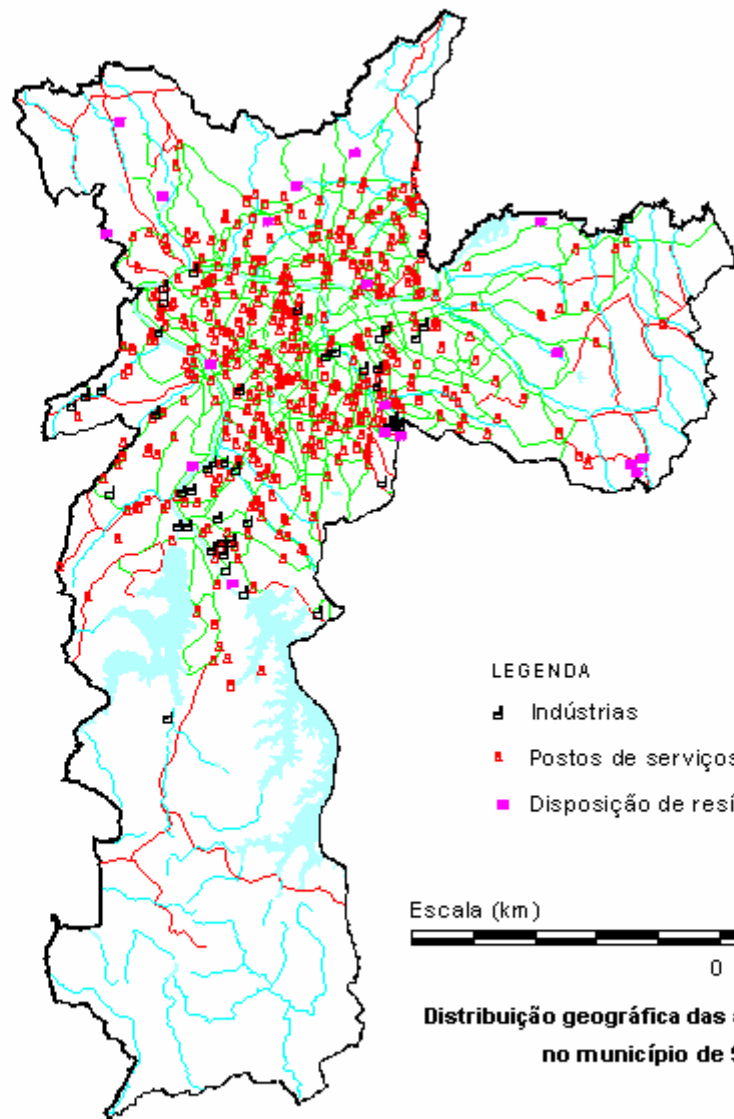 LEGENDA
Indústrias
Postos de serviços
Disposição de resí
Escala (km)
0
Distribuição geográfica das
no município de S